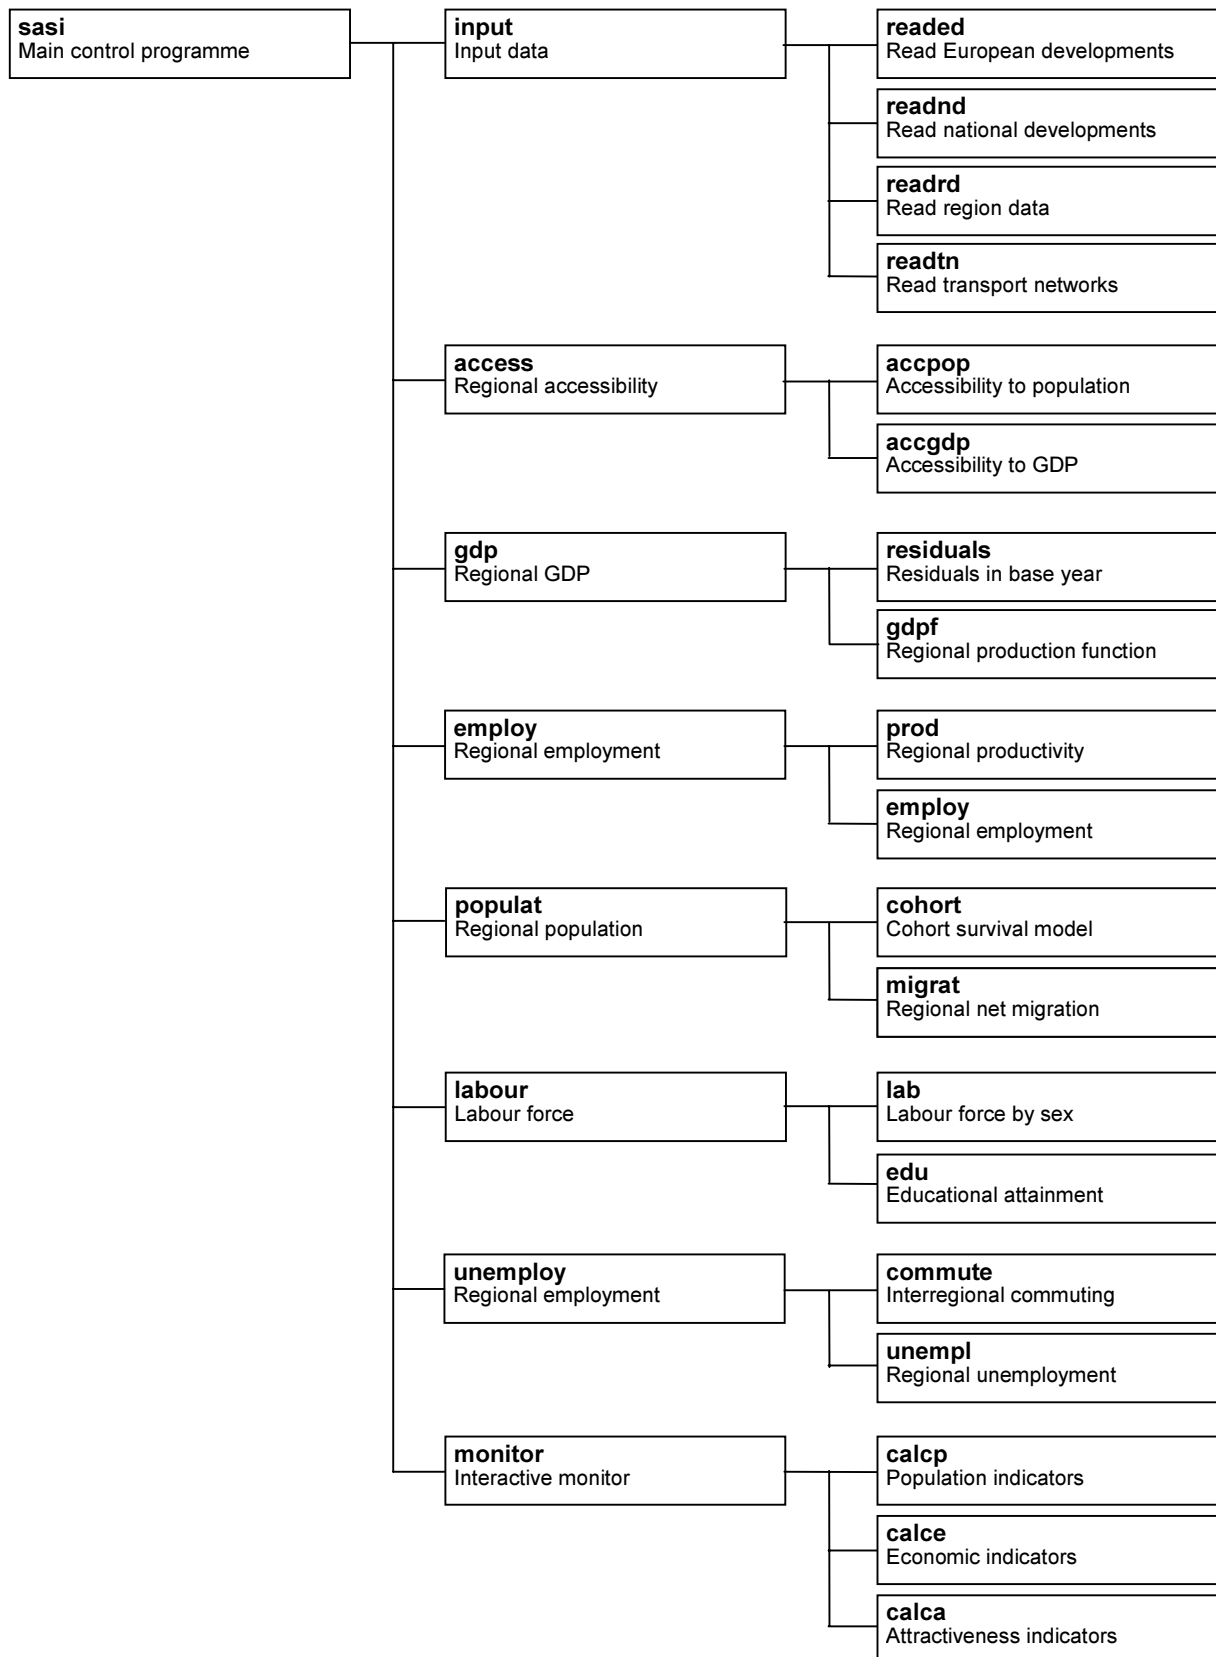 sasi
Main control programme
input
Input data
readed
Read European developments
readnd
Read national developments
readrd
Read region data
readtn
Read transport networks
access
Regional accessibility
accpop
Accessibility to population
accgdp
Accessibility to GDP
gdp
Regional GDP
residuals
Residuals in base year
gdpf
Regional production function
employ
Regional employment
prod
Regional productivity
employ
Regional employment
populat
Regional population
cohort
Cohort survival model
migrat
Regional net migration
labour
Labour force
lab
Labour force by sex
edu
Educational attainment
unemploy
Regional employment
commute
Interregional commuting
unempl
Regional unemployment
monitor
Interactive monitor
calcp
Population indicators
calce
Economic indicators
calca
Attractiveness indicators